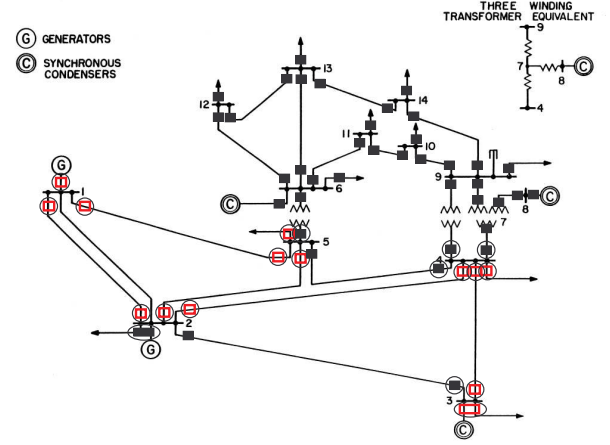 THREE WINDING
TRANSFORMER EQUIVALENT
9
7
C
8
4
G GENERATORS
C SYNCHRONOUS
CONDENSERS
13
14
12
11
10
9
6
C
8
C
7
G
1
5
4
2
G
3
C